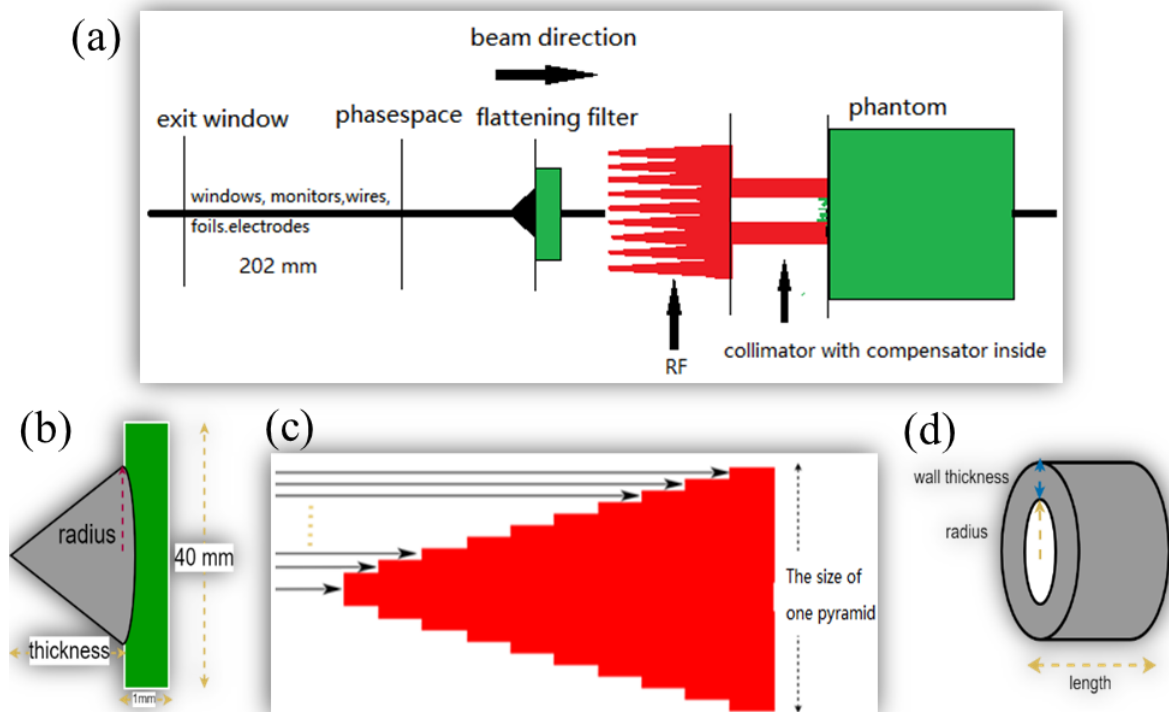 (a)
beam direction
exit window
phasespace
flattening filter
phantom
windows, monitors,wires,
foils.electrodes
202 mm
RF
collimator with compensator inside
(b)
radius
40 mm
thickness
1mm
(c)
The size of
one pyramid
(d)
wall thickness
radius
length